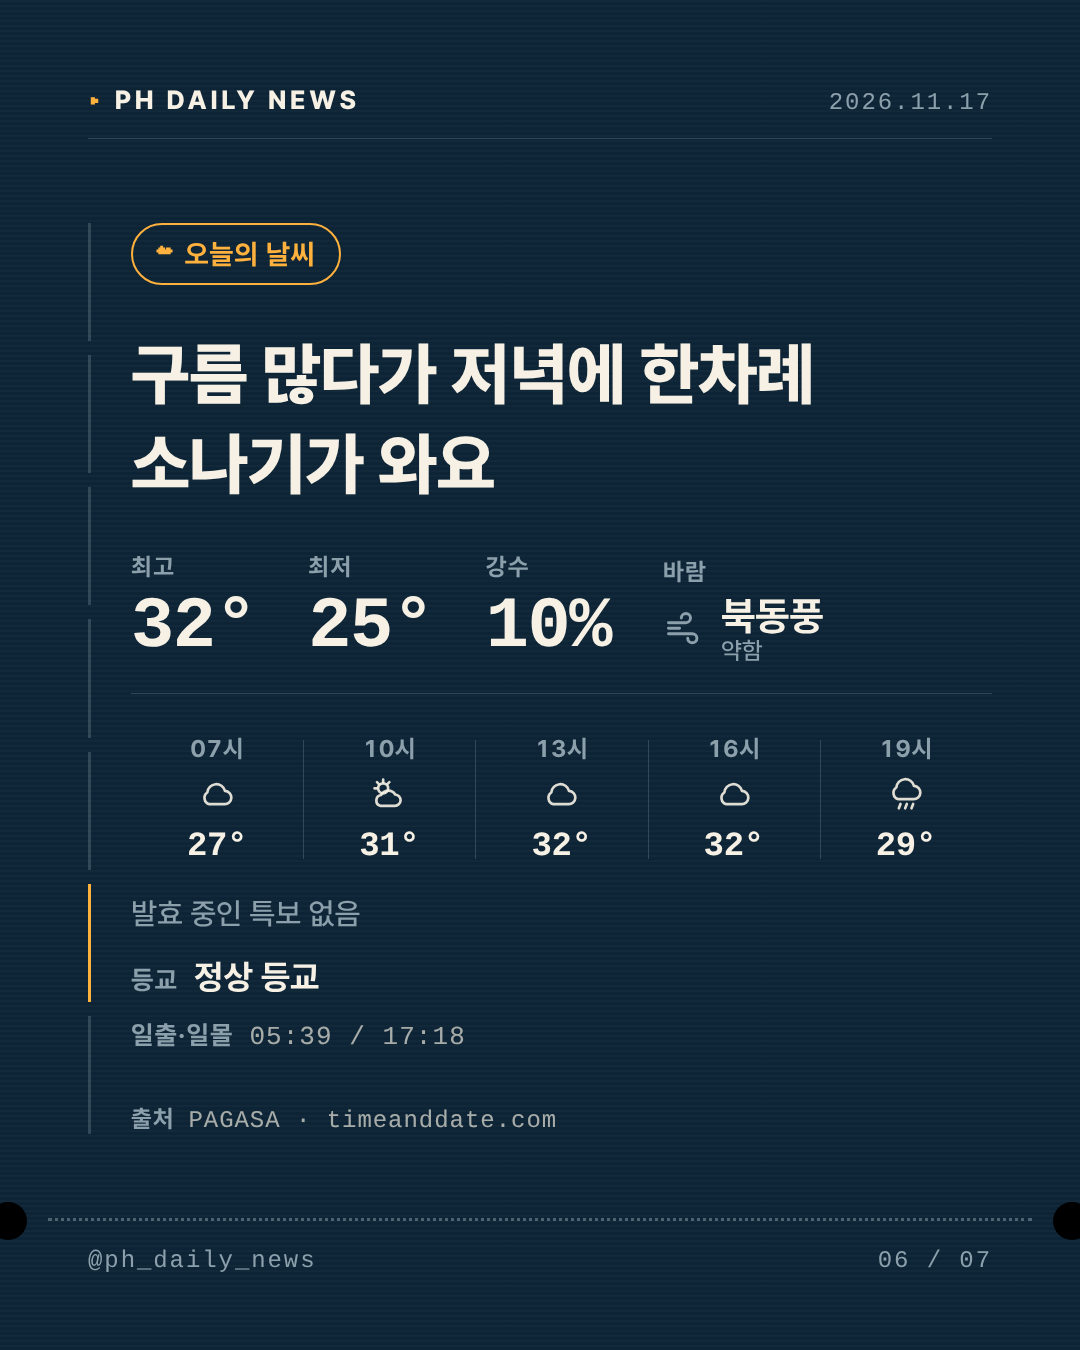 PH DAILY NEWS
2026.11.17
오늘의 날씨
구름 많다가 저녁에 한차례
소나기가 와요
최고 최저 강수 바람
32° 25° 10% 북동풍
약함
07시 10시 13시 16시 19시
27° 31° 32° 32° 29°
발효 중인 특보 없음
등교 정상 등교
일출·일몰 05:39 / 17:18
출처 PAGASA · timeanddate.com
@ph_daily_news
06 / 07